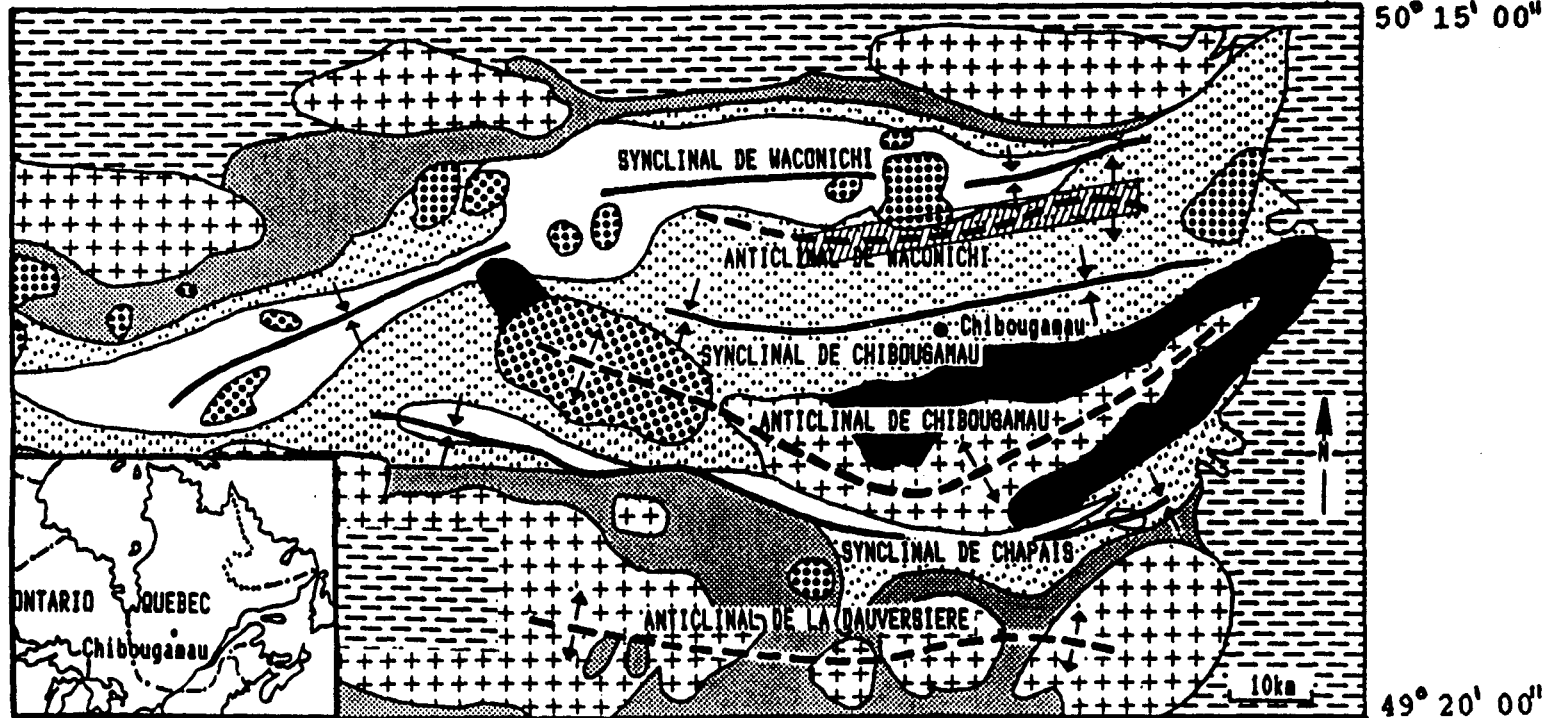 50° 15' 00"
SYNCLINAL DE WACONICHI
ANTICLINAL DE WACONICHI
Chibougamau
SYNCLINAL DE CHIBOUGAMAU
ANTICLINAL DE CHIBOUGAMAU
N
SYNCLINAL DE CHAPAIS
ONTARIO
QUEBEC
Chibougamau
ANTICLINAL DE LA DAUVERSIERE
10km
49° 20' 00"